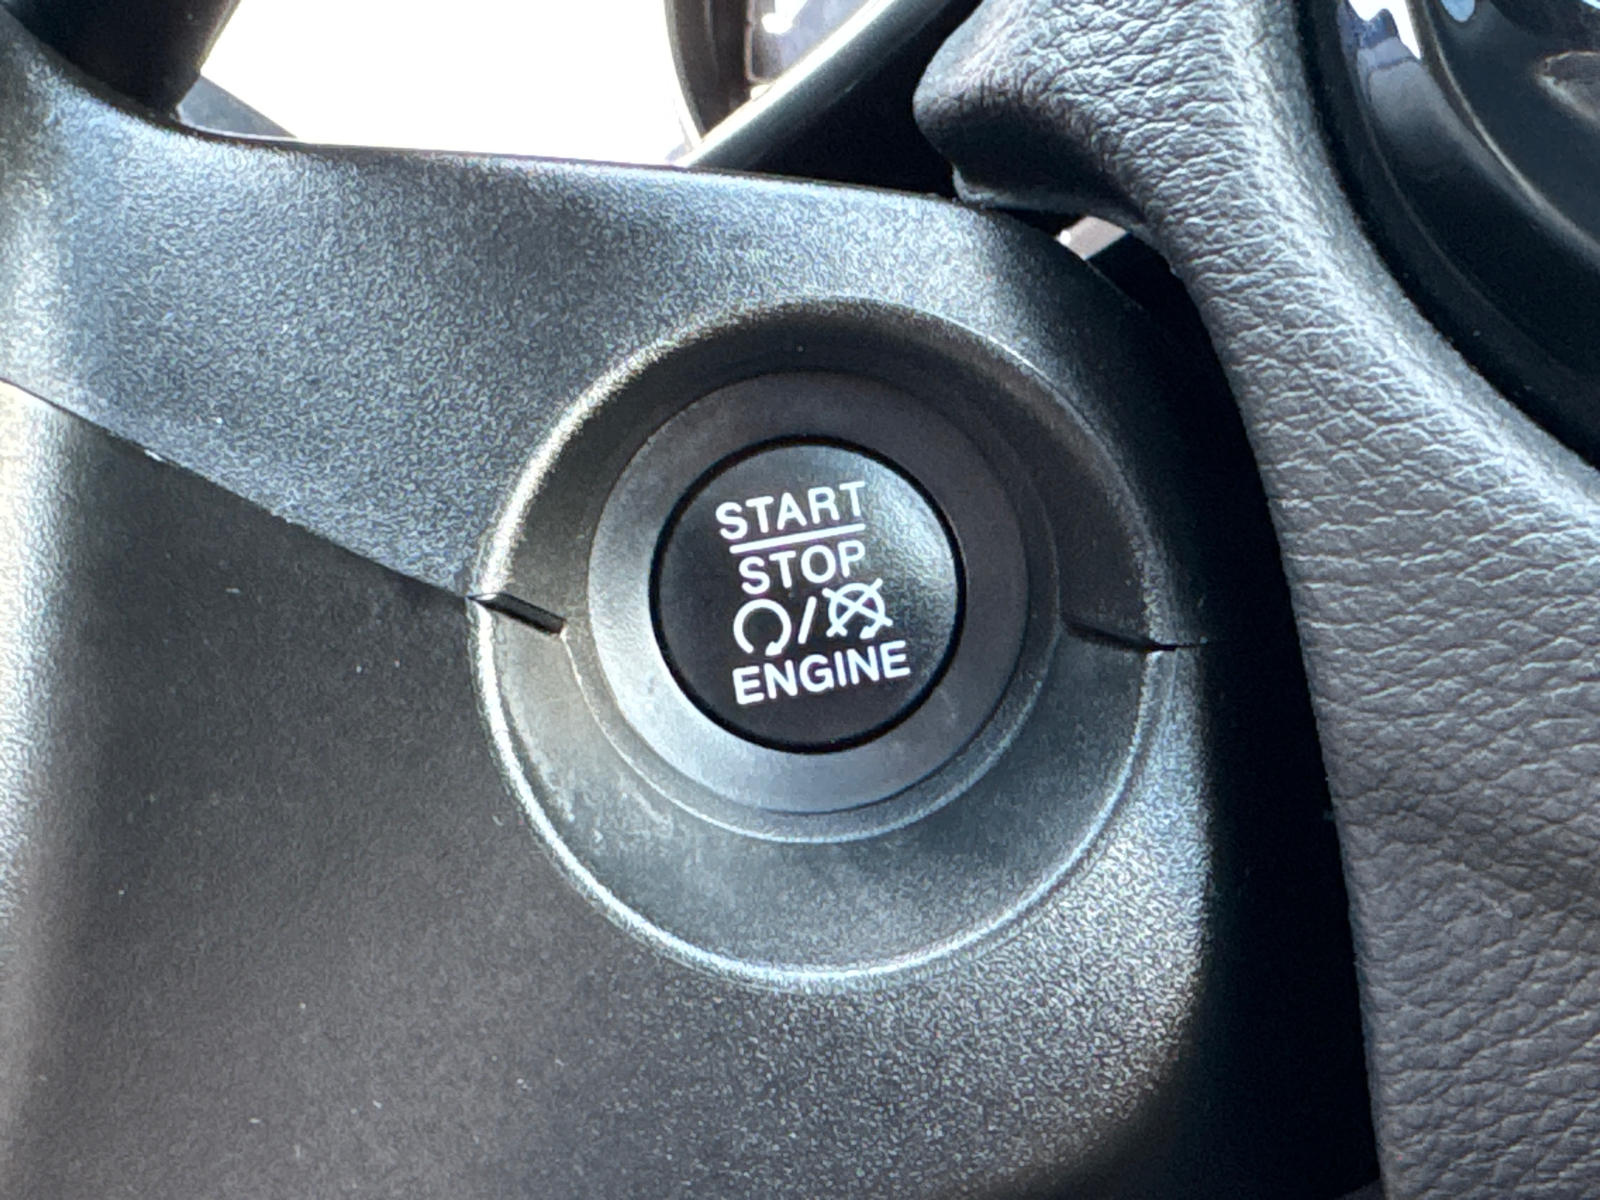 START
STOP
/
ENGINE